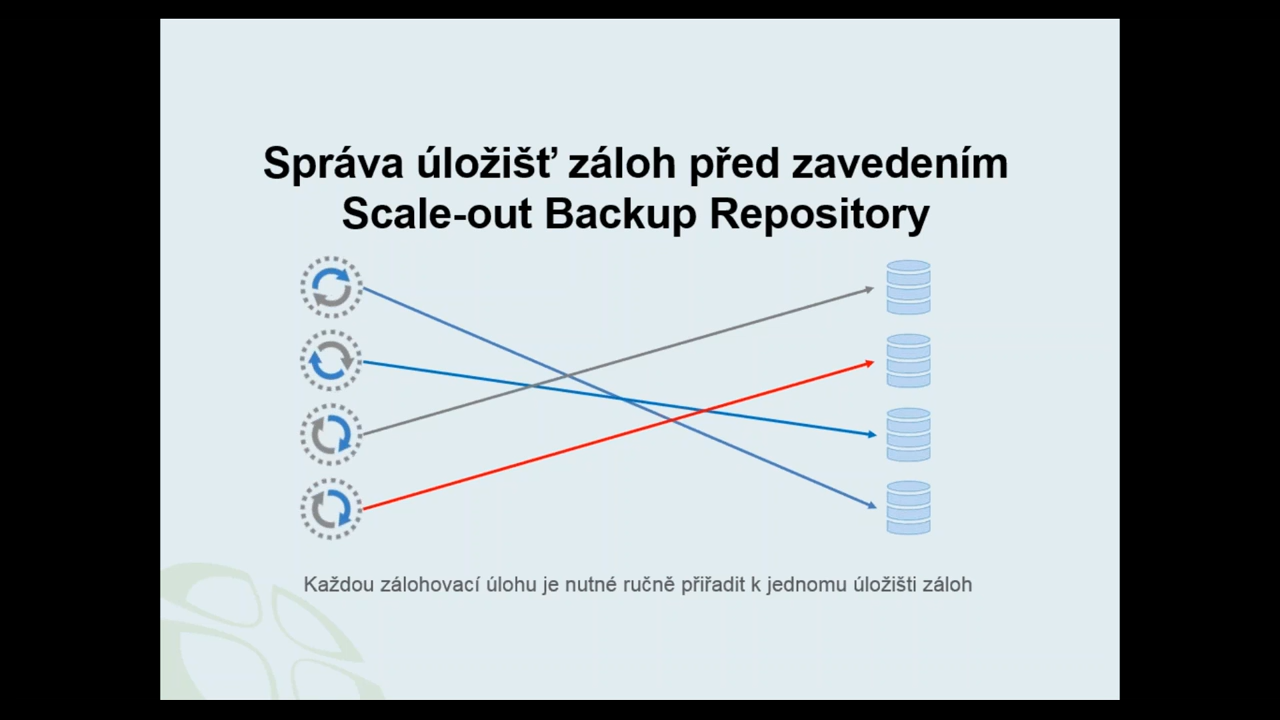 Správa úložišť záloh před zavedením
Scale-out Backup Repository
Každou zálohovací úlohu je nutné ručně přiřadit k jednomu úložišti záloh